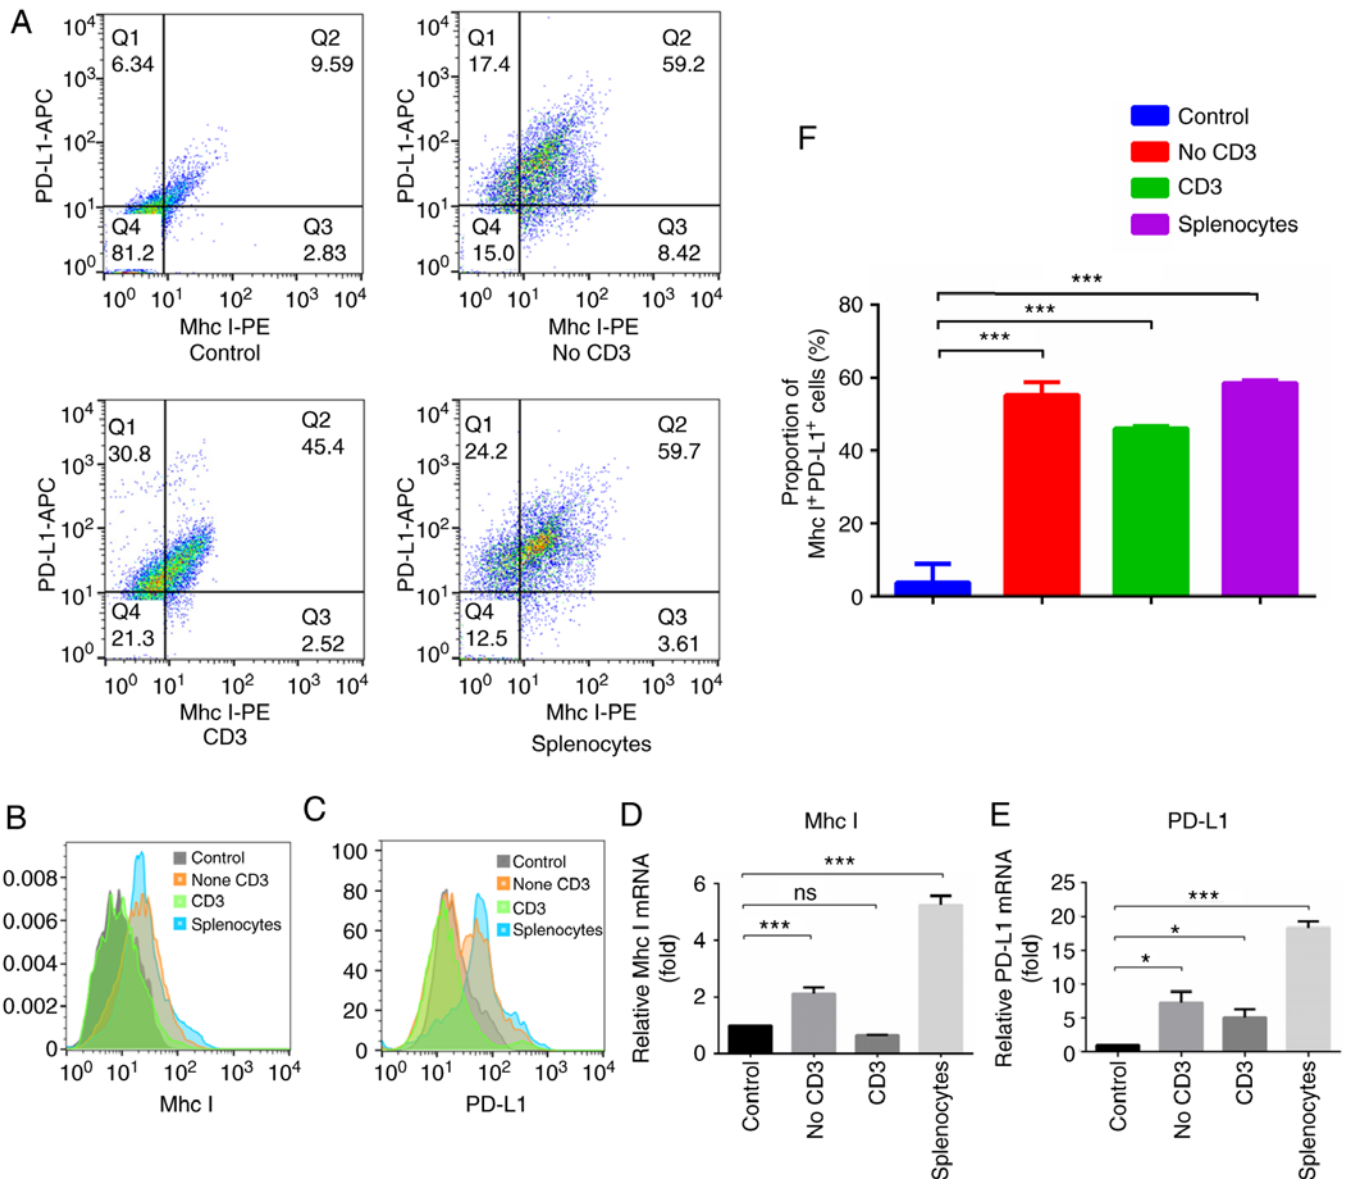 A
PD-L1-APC
10⁴
10³
10²
10¹
10⁰
Q1
6.34
Q2
9.59
Q4
81.2
Q3
2.83
10⁰ 10¹ 10² 10³ 10⁴
Mhc I-PE
Control
PD-L1-APC
10⁴
10³
10²
10¹
10⁰
Q1
17.4
Q2
59.2
Q4
15.0
Q3
8.42
10⁰ 10¹ 10² 10³ 10⁴
Mhc I-PE
No CD3
PD-L1-APC
10⁴
10³
10²
10¹
10⁰
Q1
30.8
Q2
45.4
Q4
21.3
Q3
2.52
10⁰ 10¹ 10² 10³ 10⁴
Mhc I-PE
CD3
PD-L1-APC
10⁴
10³
10²
10¹
10⁰
Q1
24.2
Q2
59.7
Q4
12.5
Q3
3.61
10⁰ 10¹ 10² 10³ 10⁴
Mhc I-PE
Splenocytes
F
Control
No CD3
CD3
Splenocytes
Proportion of
Mhc I⁺ PD-L1⁺ cells (%)
80
60
40
20
0
***
***
***
B
0.008
0.006
0.004
0.002
0
Control
None CD3
CD3
Splenocytes
10⁰ 10¹ 10² 10³ 10⁴
Mhc I
C
100
80
60
40
20
0
Control
None CD3
CD3
Splenocytes
10⁰ 10¹ 10² 10³ 10⁴
PD-L1
D
Mhc I
Relative Mhc I mRNA
(fold)
6
4
2
0
***
ns
***
Control
No CD3
CD3
Splenocytes
E
PD-L1
Relative PD-L1 mRNA
(fold)
25
20
15
10
5
0
***
*
*
Control
No CD3
CD3
Splenocytes